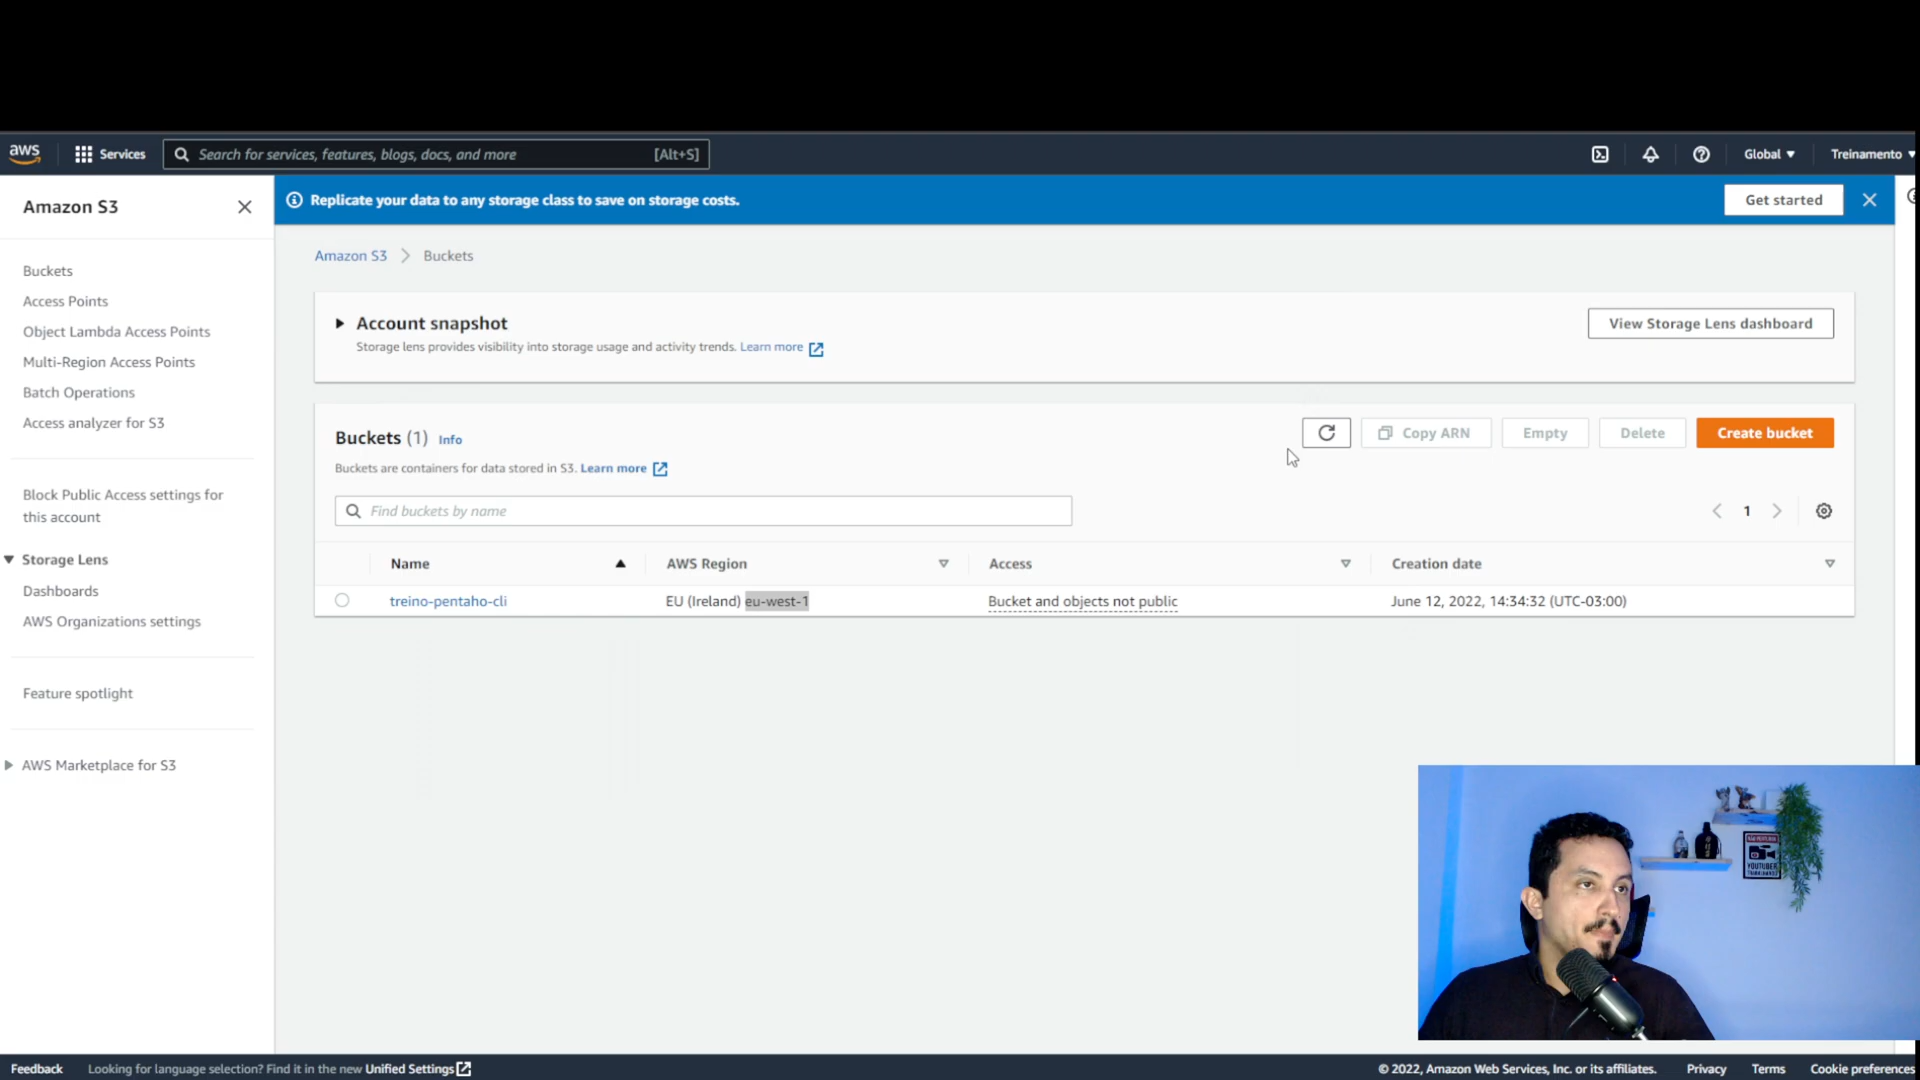 aws
Services
Search for services, features, blogs, docs, and more
[Alt+S]
Global
Treinamento
Amazon S3
Replicate your data to any storage class to save on storage costs.
Get started
Buckets
Access Points
Object Lambda Access Points
Multi-Region Access Points
Batch Operations
Access analyzer for S3
Block Public Access settings for
this account
Storage Lens
Dashboards
AWS Organizations settings
Feature spotlight
AWS Marketplace for S3
Amazon S3 > Buckets
Account snapshot
View Storage Lens dashboard
Storage lens provides visibility into storage usage and activity trends. Learn more
Buckets (1) Info
Copy ARN
Empty
Delete
Create bucket
Buckets are containers for data stored in S3. Learn more
Find buckets by name
1
Name AWS Region Access Creation date
treino-pentaho-cli EU (Ireland) eu-west-1 Bucket and objects not public June 12, 2022, 14:34:32 (UTC-03:00)
YOUTUBER
Feedback Looking for language selection? Find it in the new Unified Settings
© 2022, Amazon Web Services, Inc. or its affiliates. Privacy Terms Cookie preferences